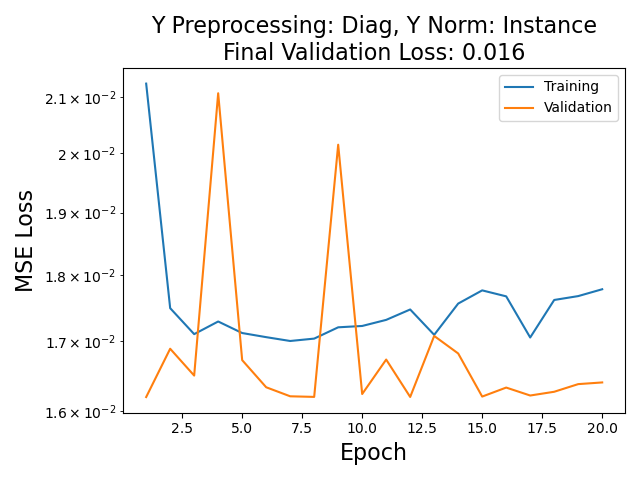 Y Preprocessing: Diag, Y Norm: Instance
Final Validation Loss: 0.016
Training
Validation
2.1 × 10⁻²
2 × 10⁻²
1.9 × 10⁻²
1.8 × 10⁻²
1.7 × 10⁻²
1.6 × 10⁻²
MSE Loss
2.5 5.0 7.5 10.0 12.5 15.0 17.5 20.0
Epoch